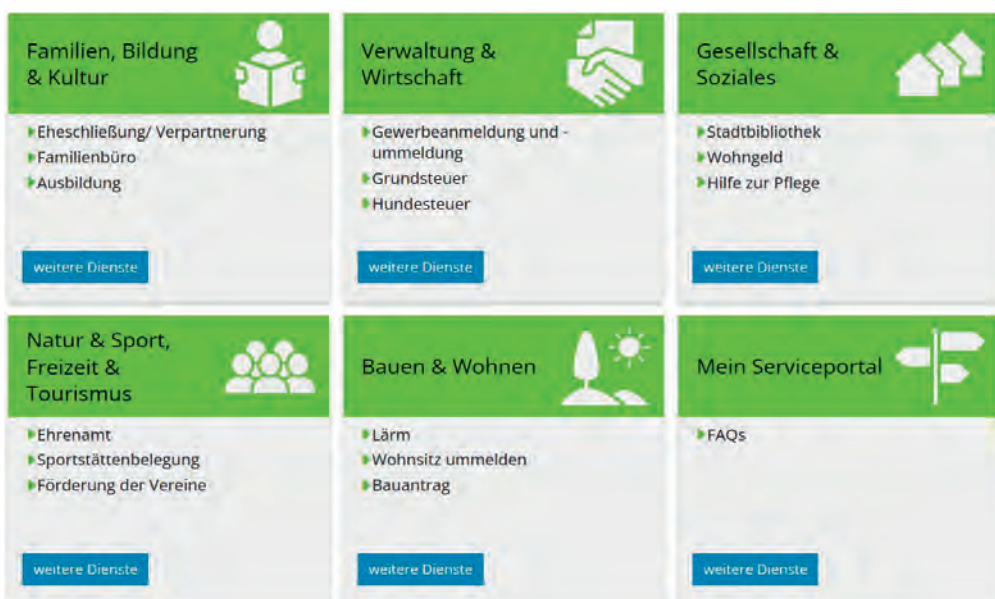 Familien, Bildung
& Kultur
Eheschließung/ Verpartnerung
Familienbüro
Ausbildung
weitere Dienste
Verwaltung &
Wirtschaft
Gewerbeanmeldung und -
ummeldung
Grundsteuer
Hundesteuer
weitere Dienste
Gesellschaft &
Soziales
Stadtbibliothek
Wohngeld
Hilfe zur Pflege
weitere Dienste
Natur & Sport,
Freizeit &
Tourismus
Ehrenamt
Sportstättenbelegung
Förderung der Vereine
weitere Dienste
Bauen & Wohnen
Lärm
Wohnsitz ummelden
Bauantrag
weitere Dienste
Mein Serviceportal
FAQs
weitere Dienste